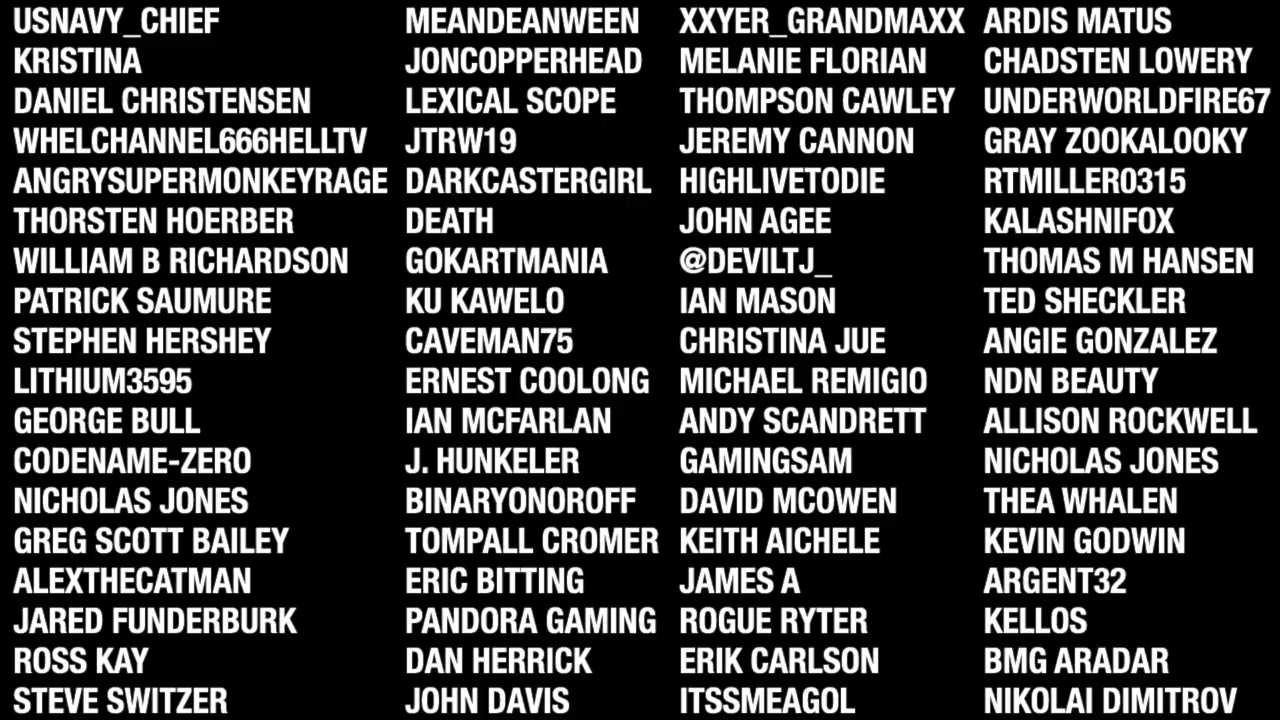 USNAVY_CHIEF
KRISTINA
DANIEL CHRISTENSEN
WHELCHANNEL666HELLTV
ANGRYSUPERMONKEYRAGE
THORSTEN HOERBER
WILLIAM B RICHARDSON
PATRICK SAUMURE
STEPHEN HERSHEY
LITHIUM3595
GEORGE BULL
CODENAME-ZERO
NICHOLAS JONES
GREG SCOTT BAILEY
ALEXTHECATMAN
JARED FUNDERBURK
ROSS KAY
STEVE SWITZER
MEANDEANWEEN
JONCOPPERHEAD
LEXICAL SCOPE
JTRW19
DARKCASTERGIRL
DEATH
GOKARTMANIA
KU KAWELO
CAVEMAN75
ERNEST COOLONG
IAN MCFARLAN
J. HUNKELER
BINARYONOROFF
TOMPALL CROMER
ERIC BITTING
PANDORA GAMING
DAN HERRICK
JOHN DAVIS
XXYER_GRANDMAXX
MELANIE FLORIAN
THOMPSON CAWLEY
JEREMY CANNON
HIGHLIVETODIE
JOHN AGEE
@DEVILTJ_
IAN MASON
CHRISTINA JUE
MICHAEL REMIGIO
ANDY SCANDRETT
GAMINGSAM
DAVID MCOWEN
KEITH AICHELE
JAMES A
ROGUE RYTER
ERIK CARLSON
ITSSMEAGOL
ARDIS MATUS
CHADSTEN LOWERY
UNDERWORLDFIRE67
GRAY ZOOKALOOKY
RTMILLER0315
KALASHNIFOX
THOMAS M HANSEN
TED SHECKLER
ANGIE GONZALEZ
NDN BEAUTY
ALLISON ROCKWELL
NICHOLAS JONES
THEA WHALEN
KEVIN GODWIN
ARGENT32
KELLOS
BMG ARADAR
NIKOLAI DIMITROV